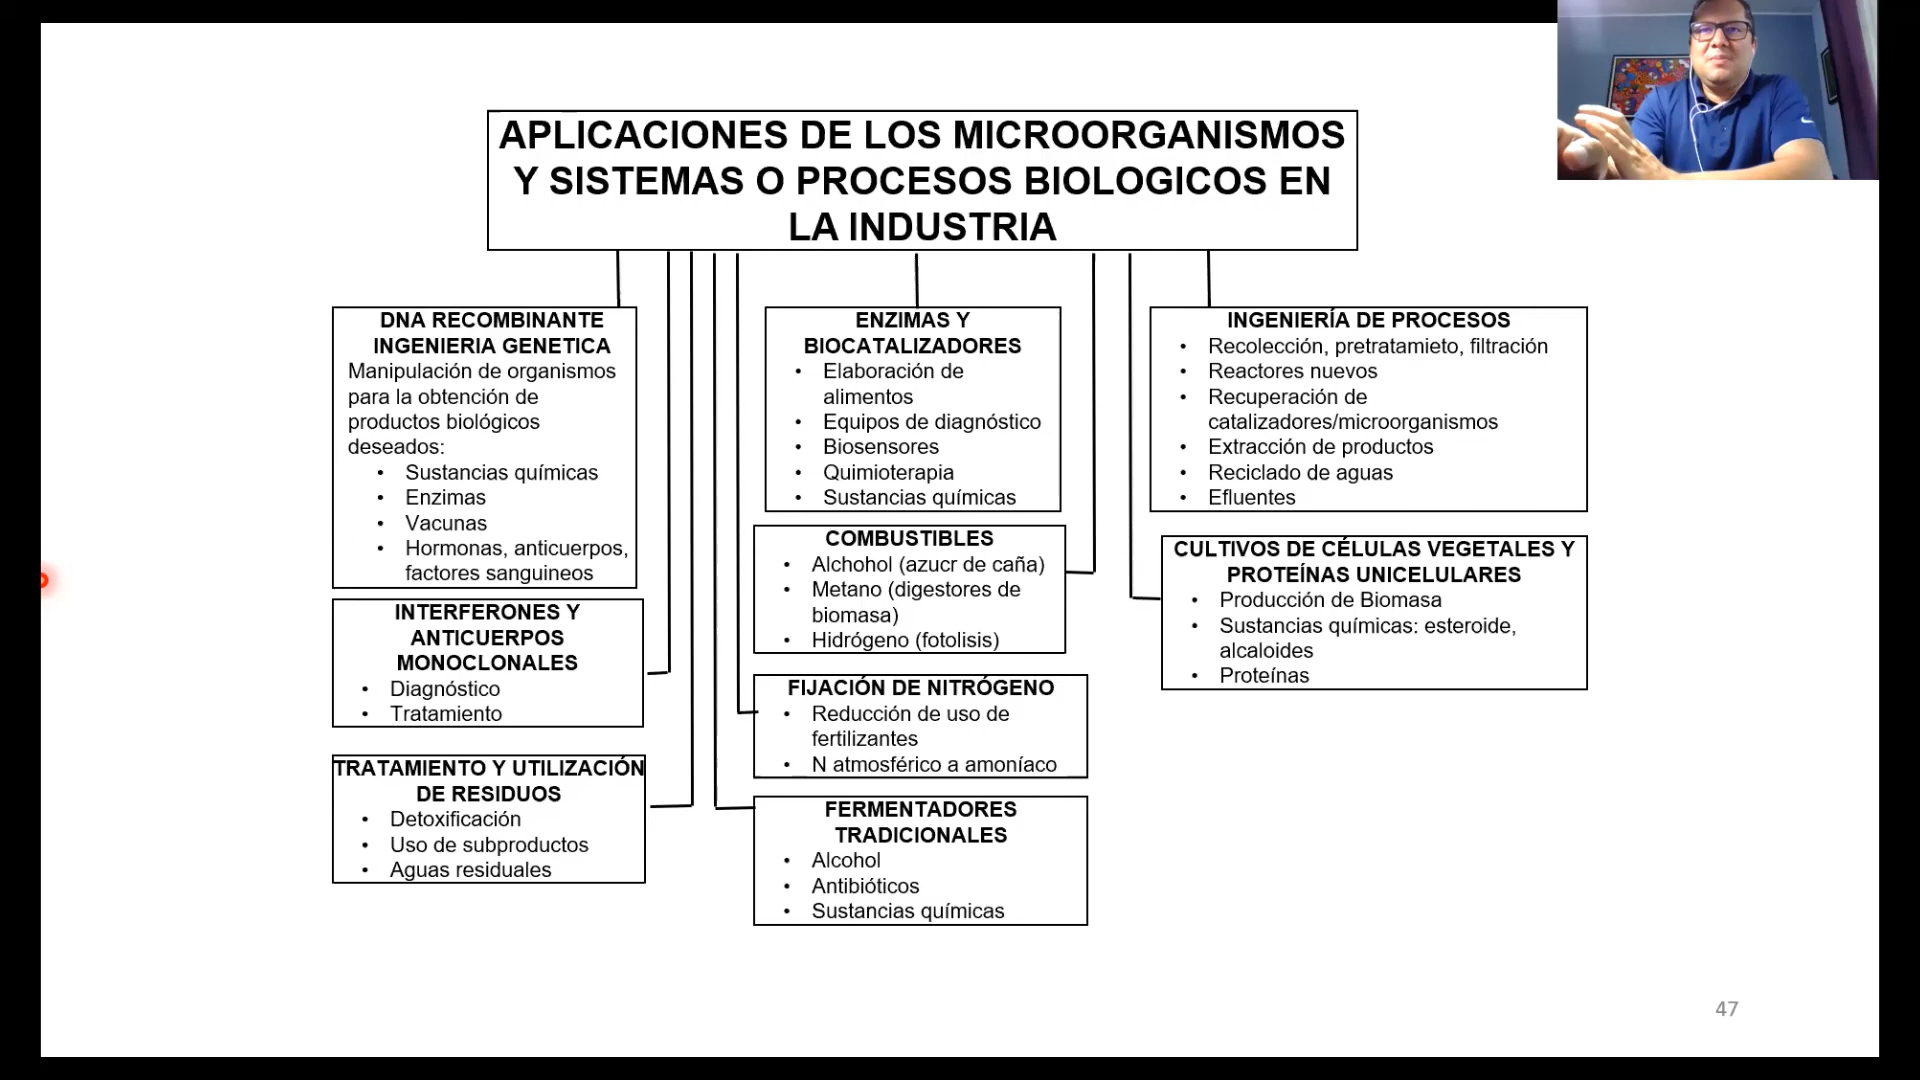 APLICACIONES DE LOS MICROORGANISMOS
Y SISTEMAS O PROCESOS BIOLOGICOS EN
LA INDUSTRIA
DNA RECOMBINANTE
INGENIERIA GENETICA
Manipulación de organismos
para la obtención de
productos biológicos
deseados:
• Sustancias químicas
• Enzimas
• Vacunas
• Hormonas, anticuerpos,
factores sanguineos
INTERFERONES Y
ANTICUERPOS
MONOCLONALES
• Diagnóstico
• Tratamiento
TRATAMIENTO Y UTILIZACIÓN
DE RESIDUOS
• Detoxificación
• Uso de subproductos
• Aguas residuales
ENZIMAS Y
BIOCATALIZADORES
• Elaboración de
alimentos
• Equipos de diagnóstico
• Biosensores
• Quimioterapia
• Sustancias químicas
COMBUSTIBLES
• Alchohol (azucr de caña)
• Metano (digestores de
biomasa)
• Hidrógeno (fotolisis)
FIJACIÓN DE NITRÓGENO
• Reducción de uso de
fertilizantes
• N atmosférico a amoníaco
FERMENTADORES
TRADICIONALES
• Alcohol
• Antibióticos
• Sustancias químicas
INGENIERÍA DE PROCESOS
• Recolección, pretratamieto, filtración
• Reactores nuevos
• Recuperación de
catalizadores/microorganismos
• Extracción de productos
• Reciclado de aguas
• Efluentes
CULTIVOS DE CÉLULAS VEGETALES Y
PROTEÍNAS UNICELULARES
• Producción de Biomasa
• Sustancias químicas: esteroide,
alcaloides
• Proteínas
47